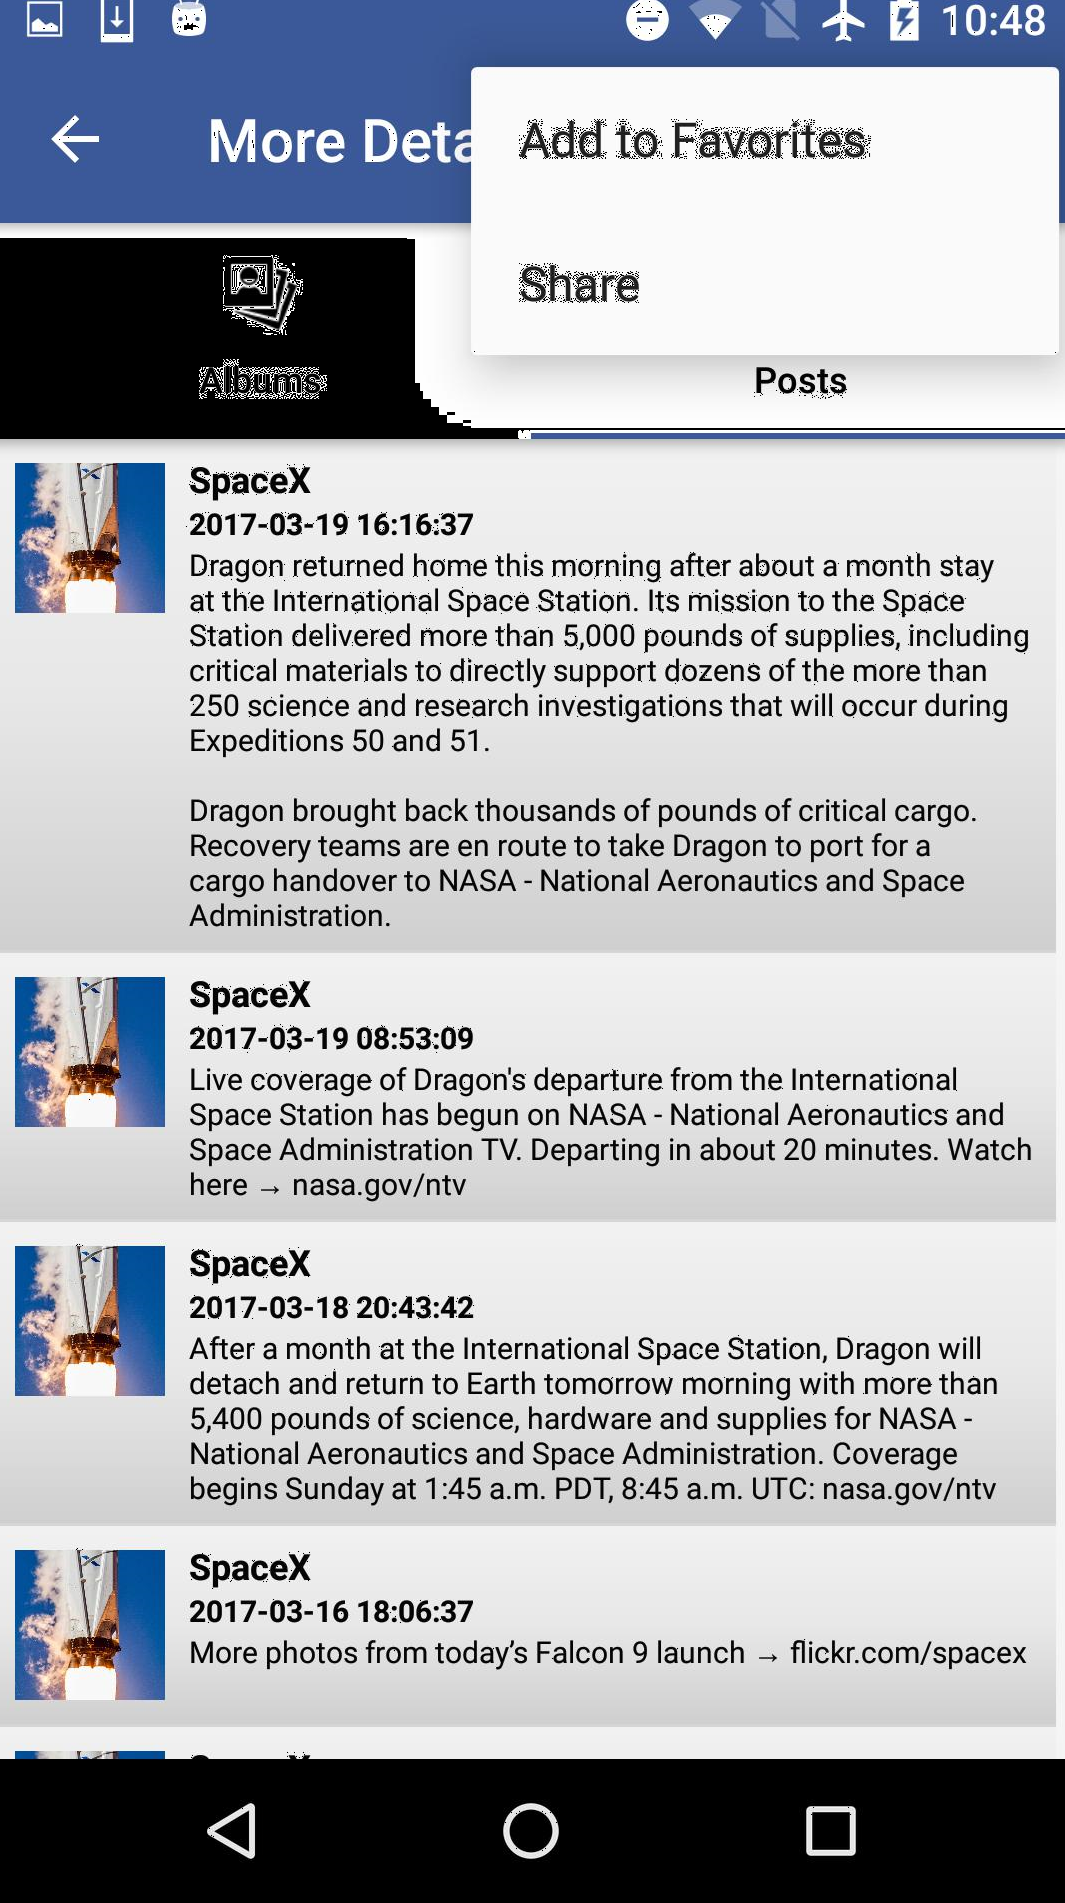 10:48
More Deta
Add to Favorites
Share
Albums
Posts
SpaceX
2017-03-19 16:16:37
Dragon returned home this morning after about a month stay
at the International Space Station. Its mission to the Space
Station delivered more than 5,000 pounds of supplies, including
critical materials to directly support dozens of the more than
250 science and research investigations that will occur during
Expeditions 50 and 51.
Dragon brought back thousands of pounds of critical cargo.
Recovery teams are en route to take Dragon to port for a
cargo handover to NASA - National Aeronautics and Space
Administration.
SpaceX
2017-03-19 08:53:09
Live coverage of Dragon's departure from the International
Space Station has begun on NASA - National Aeronautics and
Space Administration TV. Departing in about 20 minutes. Watch
here → nasa.gov/ntv
SpaceX
2017-03-18 20:43:42
After a month at the International Space Station, Dragon will
detach and return to Earth tomorrow morning with more than
5,400 pounds of science, hardware and supplies for NASA -
National Aeronautics and Space Administration. Coverage
begins Sunday at 1:45 a.m. PDT, 8:45 a.m. UTC: nasa.gov/ntv
SpaceX
2017-03-16 18:06:37
More photos from today’s Falcon 9 launch → flickr.com/spacex